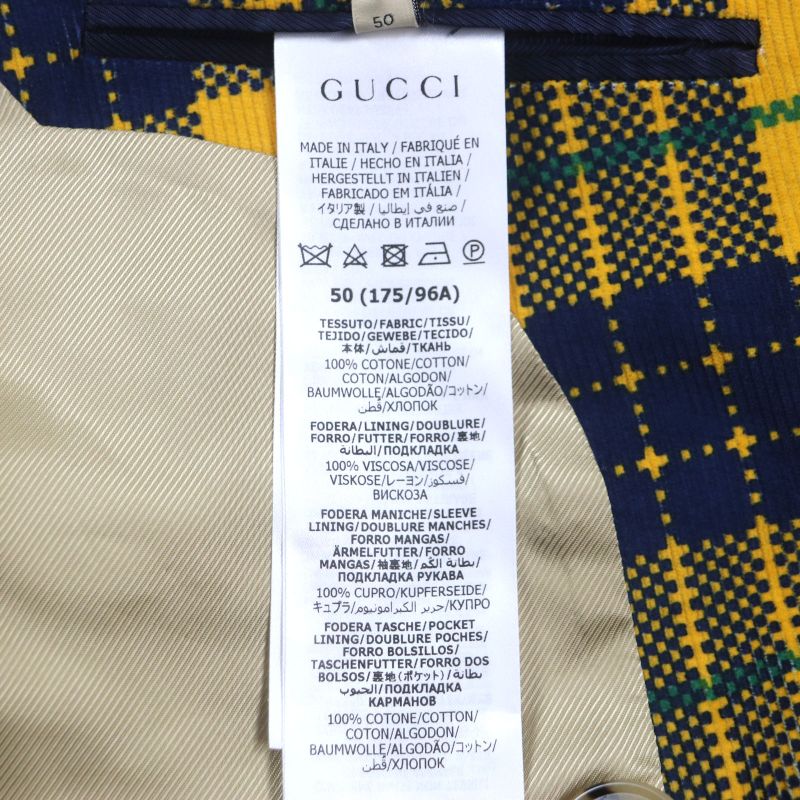 50
GUCCI
MADE IN ITALY / FABRIQUÉ EN
ITALIE / HECHO EN ITALIA /
HERGESTELLT IN ITALIEN /
FABRICADO EM ITÁLIA /
イタリア製 / صنع في إيطاليا /
СДЕЛАНО В ИТАЛИИ
50 (175/96A)
TESSUTO/FABRIC/TISSU/
TEJIDO/GEWEBE/TECIDO/
本体/قماش/ТКАНЬ
100% COTONE/COTTON/
COTON/ALGODON/
BAUMWOLLE/ALGODÃO/コットン/
قُطن/ХЛОПОК
FODERA/LINING/DOUBLURE/
FORRO/FUTTER/FORRO/裏地/
البطانة/ПОДКЛАДКА
100% VISCOSA/VISCOSE/
VISKOSE/レーヨン/فسكوز/
ВИСКОЗА
FODERA MANICHE/SLEEVE
LINING/DOUBLURE MANCHES/
FORRO MANGAS/
ÄRMELFUTTER/FORRO
MANGAS/袖裏地/بطانة الكُم/
ПОДКЛАДКА РУКАВА
100% CUPRO/KUPFERSEIDE/
キュプラ/حرير الكبرامونيوم/КУПРО
FODERA TASCHE/POCKET
LINING/DOUBLURE POCHES/
FORRO BOLSILLOS/
TASCHENFUTTER/FORRO DOS
BOLSOS/裏地(ポケット)/بطانة
الجيوب/ПОДКЛАДКА
КАРМАНОВ
100% COTONE/COTTON/
COTON/ALGODON/
BAUMWOLLE/ALGODÃO/コットン/
قُطن/ХЛОПОК